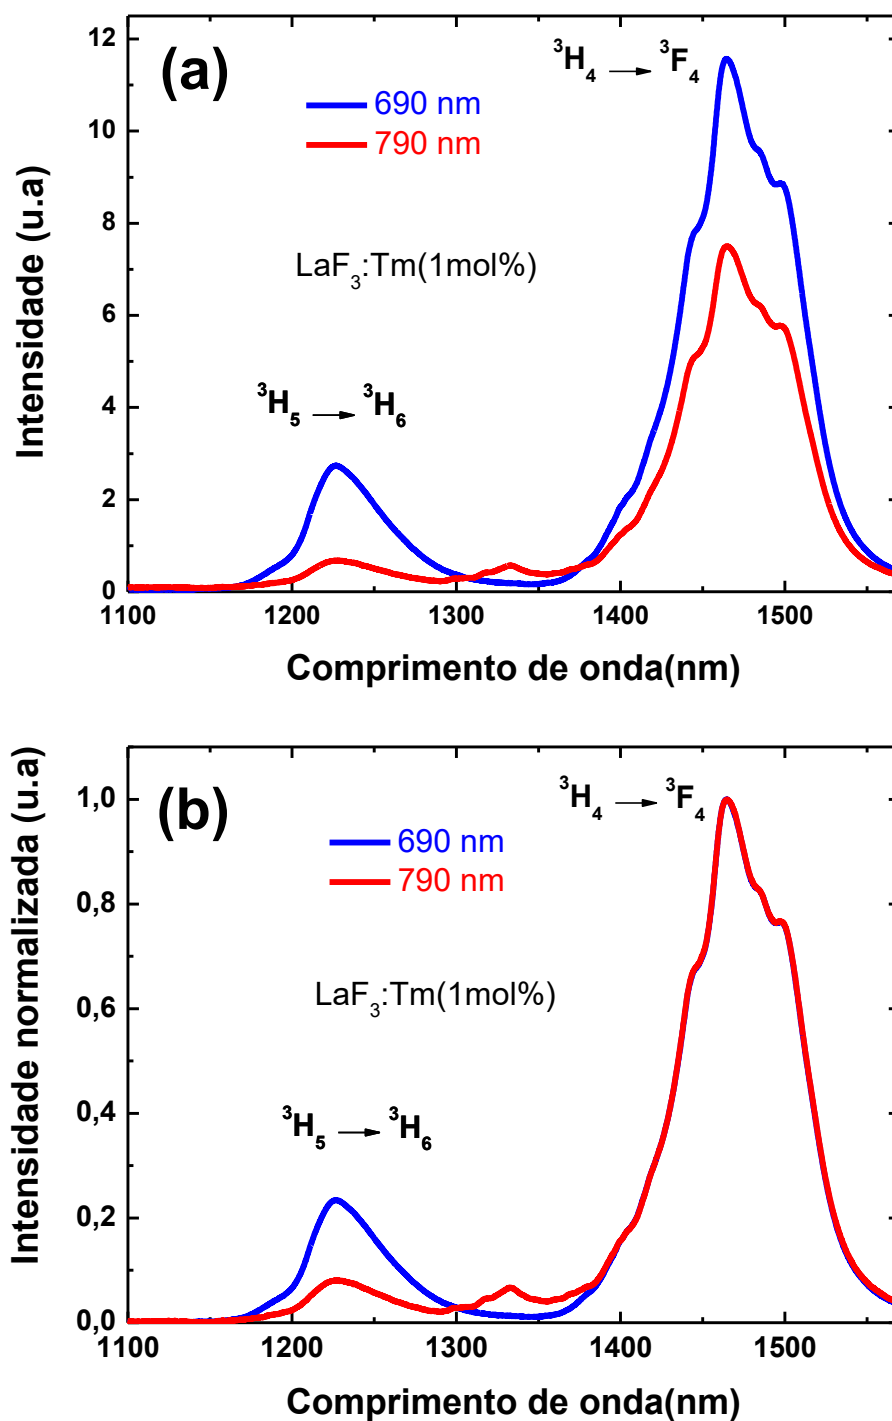 (a)
³H₄ → ³F₄
690 nm
790 nm
LaF₃:Tm(1mol%)
³H₅ → ³H₆
Intensidade (u.a)
12
10
8
6
4
2
0
1100 1200 1300 1400 1500
Comprimento de onda(nm)
(b)
³H₄ → ³F₄
690 nm
790 nm
LaF₃:Tm(1mol%)
³H₅ → ³H₆
Intensidade normalizada (u.a)
1,0
0,8
0,6
0,4
0,2
0,0
1100 1200 1300 1400 1500
Comprimento de onda(nm)